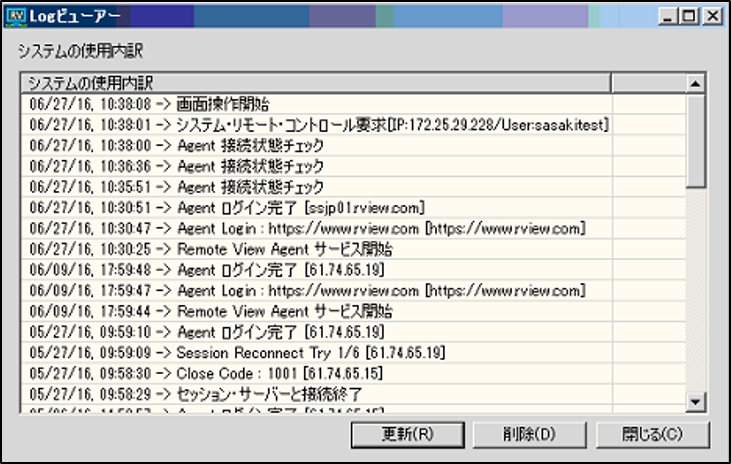 RV Logビューアー
システムの使用内訳
システムの使用内訳
06/27/16, 10:38:08 -> 画面操作開始
06/27/16, 10:38:01 -> システム・リモート・コントロール要求[IP:172.25.29.228/User:sasakitest]
06/27/16, 10:38:00 -> Agent 接続状態チェック
06/27/16, 10:36:36 -> Agent 接続状態チェック
06/27/16, 10:35:51 -> Agent 接続状態チェック
06/27/16, 10:30:51 -> Agent ログイン完了 [ssjp01.rview.com]
06/27/16, 10:30:47 -> Agent Login : https://www.rview.com [https://www.rview.com]
06/27/16, 10:30:25 -> Remote View Agent サービス開始
06/09/16, 17:59:48 -> Agent ログイン完了 [61.74.65.19]
06/09/16, 17:59:47 -> Agent Login : https://www.rview.com [https://www.rview.com]
06/09/16, 17:59:44 -> Remote View Agent サービス開始
05/27/16, 09:59:10 -> Agent ログイン完了 [61.74.65.19]
05/27/16, 09:59:09 -> Session Reconnect Try 1/6 [61.74.65.19]
05/27/16, 09:58:30 -> Close Code : 1001 [61.74.65.15]
05/27/16, 09:58:29 -> セッション・サーバーと接続終了
更新(R) 削除(D) 閉じる(C)